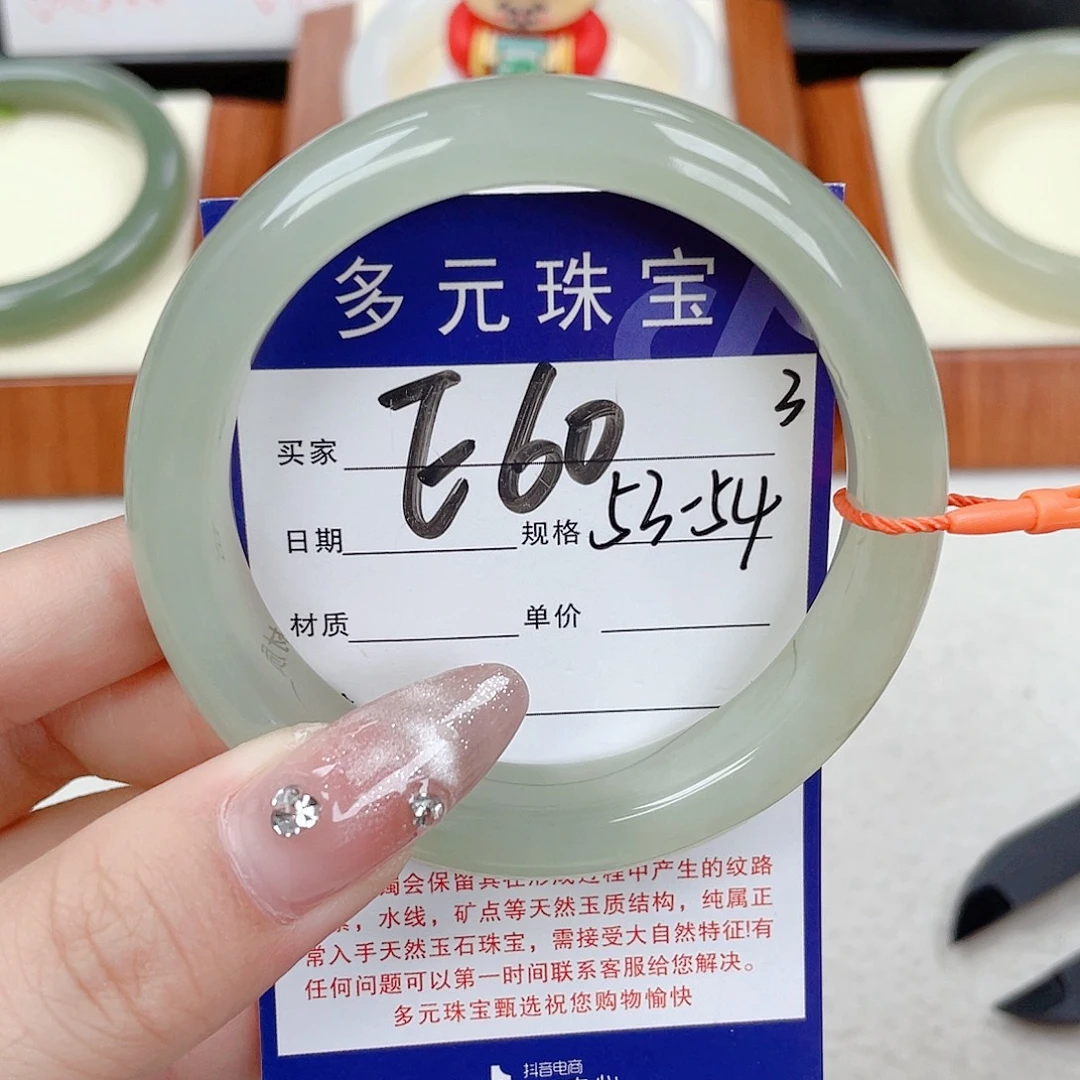 多元珠宝
3
买家 E60
日期 规格 53-54
材质 单价
会保留其在形成过程中产生的纹路
，水线，矿点等天然玉质结构，纯属正
常入手天然玉石珠宝，需接受大自然特征!有
任何问题可以第一时间联系客服给您解决。
多元珠宝甄选祝您购物愉快
抖音电商